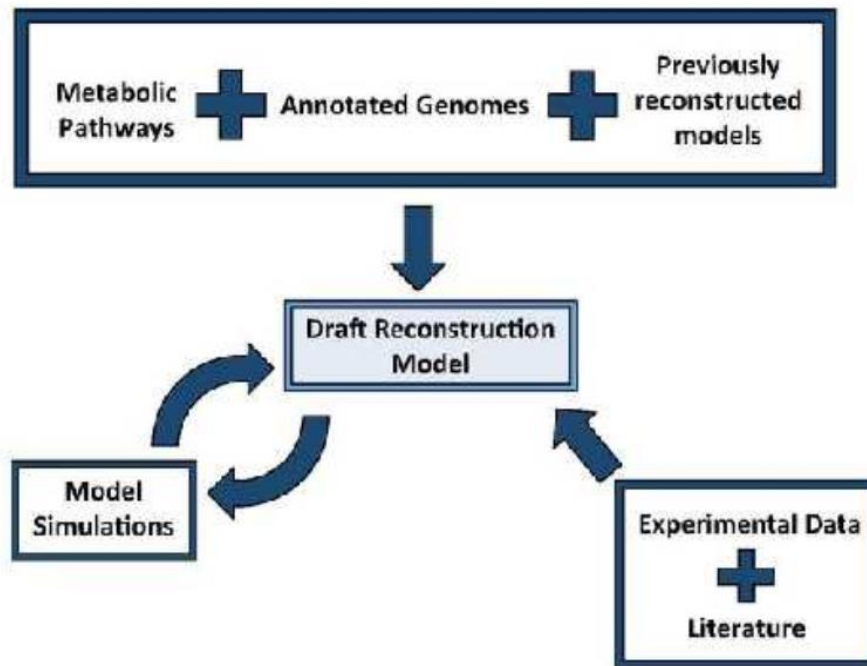 Metabolic
Pathways
Annotated Genomes
Previously
reconstructed
models
Draft Reconstruction
Model
Model
Simulations
Experimental Data
Literature